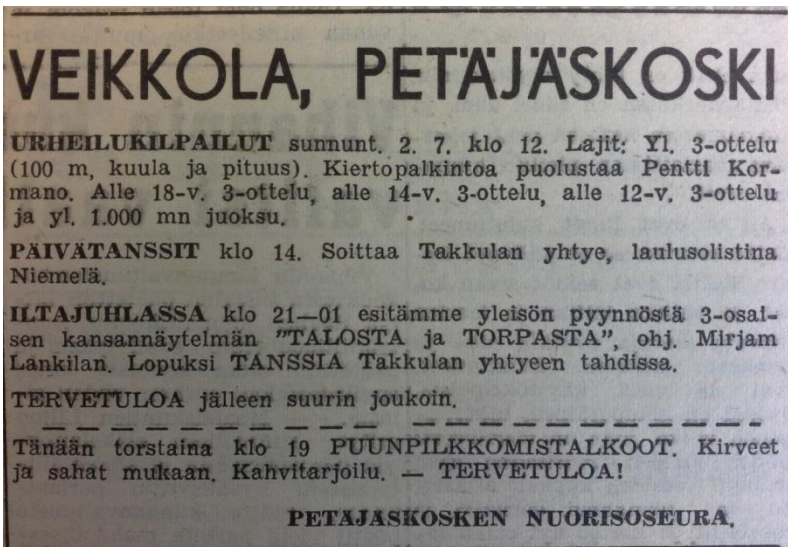 VEIKKOLA, PETÄJÄSKOSKI
URHEILUKILPAILUT sunnunt. 2. 7. klo 12. Lajit: Yl. 3-ottelu
(100 m, kuula ja pituus). Kiertopalkintoa puolustaa Pentti Kor-
mano. Alle 18-v. 3-ottelu, alle 14-v. 3-ottelu, alle 12-v. 3-ottelu
ja yl. 1.000 mn juoksu.
PÄIVÄTANSSIT klo 14. Soittaa Takkulan yhtye, laulusolistina
Niemelä.
ILTAJUHLASSA klo 21—01 esitämme yleisön pyynnöstä 3-osai-
sen kansannäytelmän "TALOSTA ja TORPASTA", ohj. Mirjam
Lankilan. Lopuksi TANSSIA Takkulan yhtyeen tahdissa.
TERVETULOA jälleen suurin joukoin.
Tänään torstaina klo 19 PUUNPILKKOMISTALKOOT. Kirveet
ja sahat mukaan. Kahvitarjoilu. — TERVETULOA!
PETÄJÄSKOSKEN NUORISOSEURA.